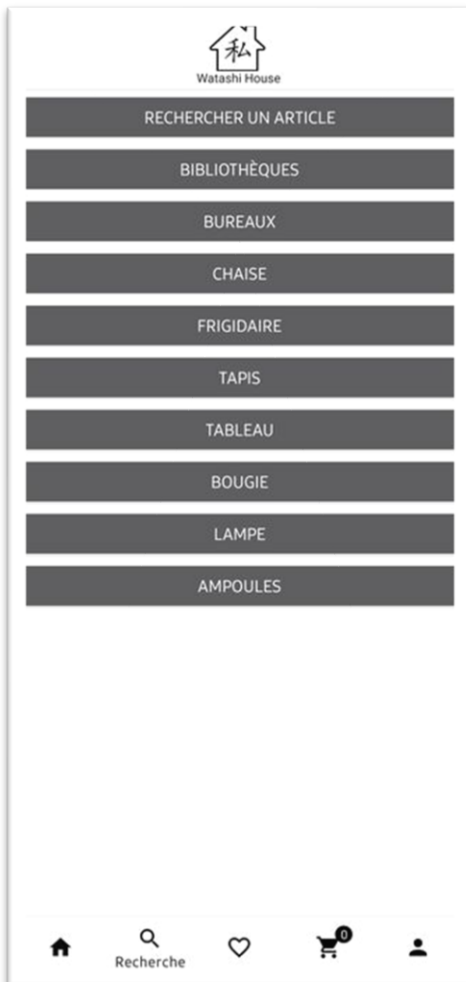 私
Watashi House
RECHERCHER UN ARTICLE
BIBLIOTHÈQUES
BUREAUX
CHAISE
FRIGIDAIRE
TAPIS
TABLEAU
BOUGIE
LAMPE
AMPOULES
0
Recherche